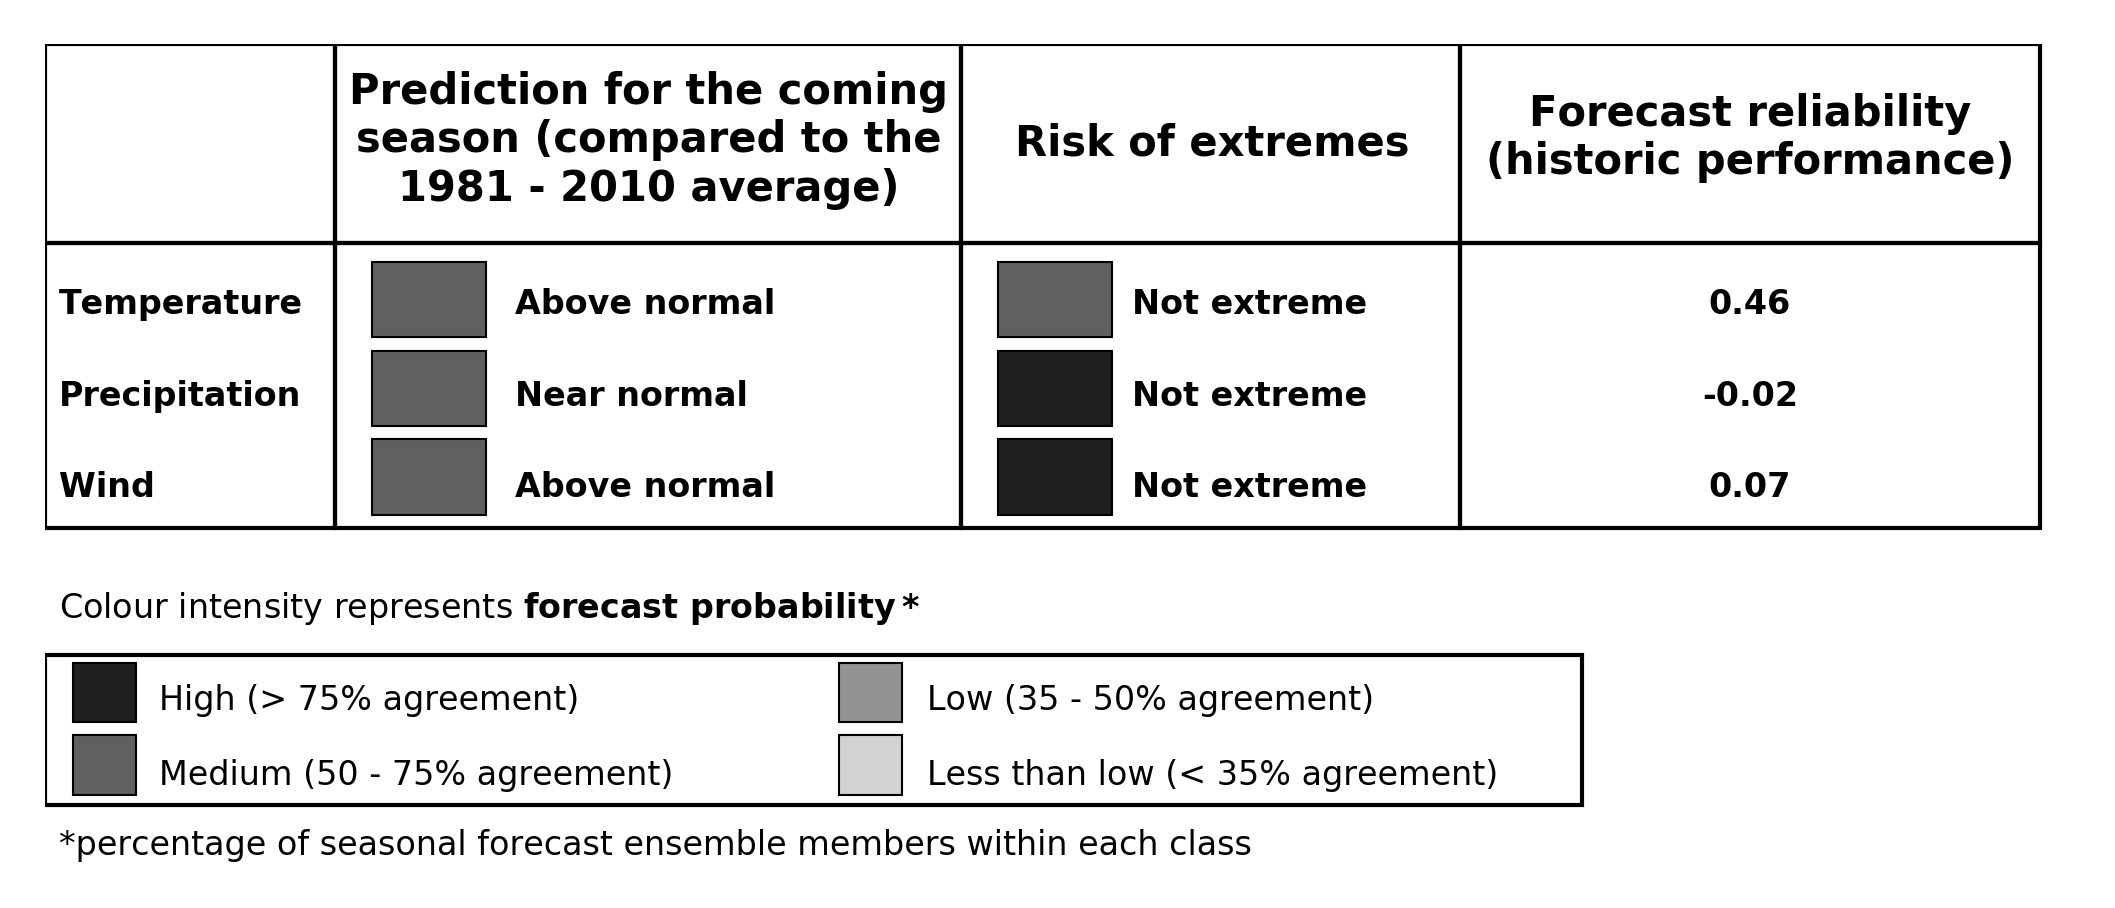 Prediction for the coming
season (compared to the
1981 - 2010 average)
Risk of extremes
Forecast reliability
(historic performance)
Temperature Above normal Not extreme 0.46
Precipitation Near normal Not extreme -0.02
Wind Above normal Not extreme 0.07
Colour intensity represents forecast probability*
High (> 75% agreement) Low (35 - 50% agreement)
Medium (50 - 75% agreement) Less than low (< 35% agreement)
*percentage of seasonal forecast ensemble members within each class